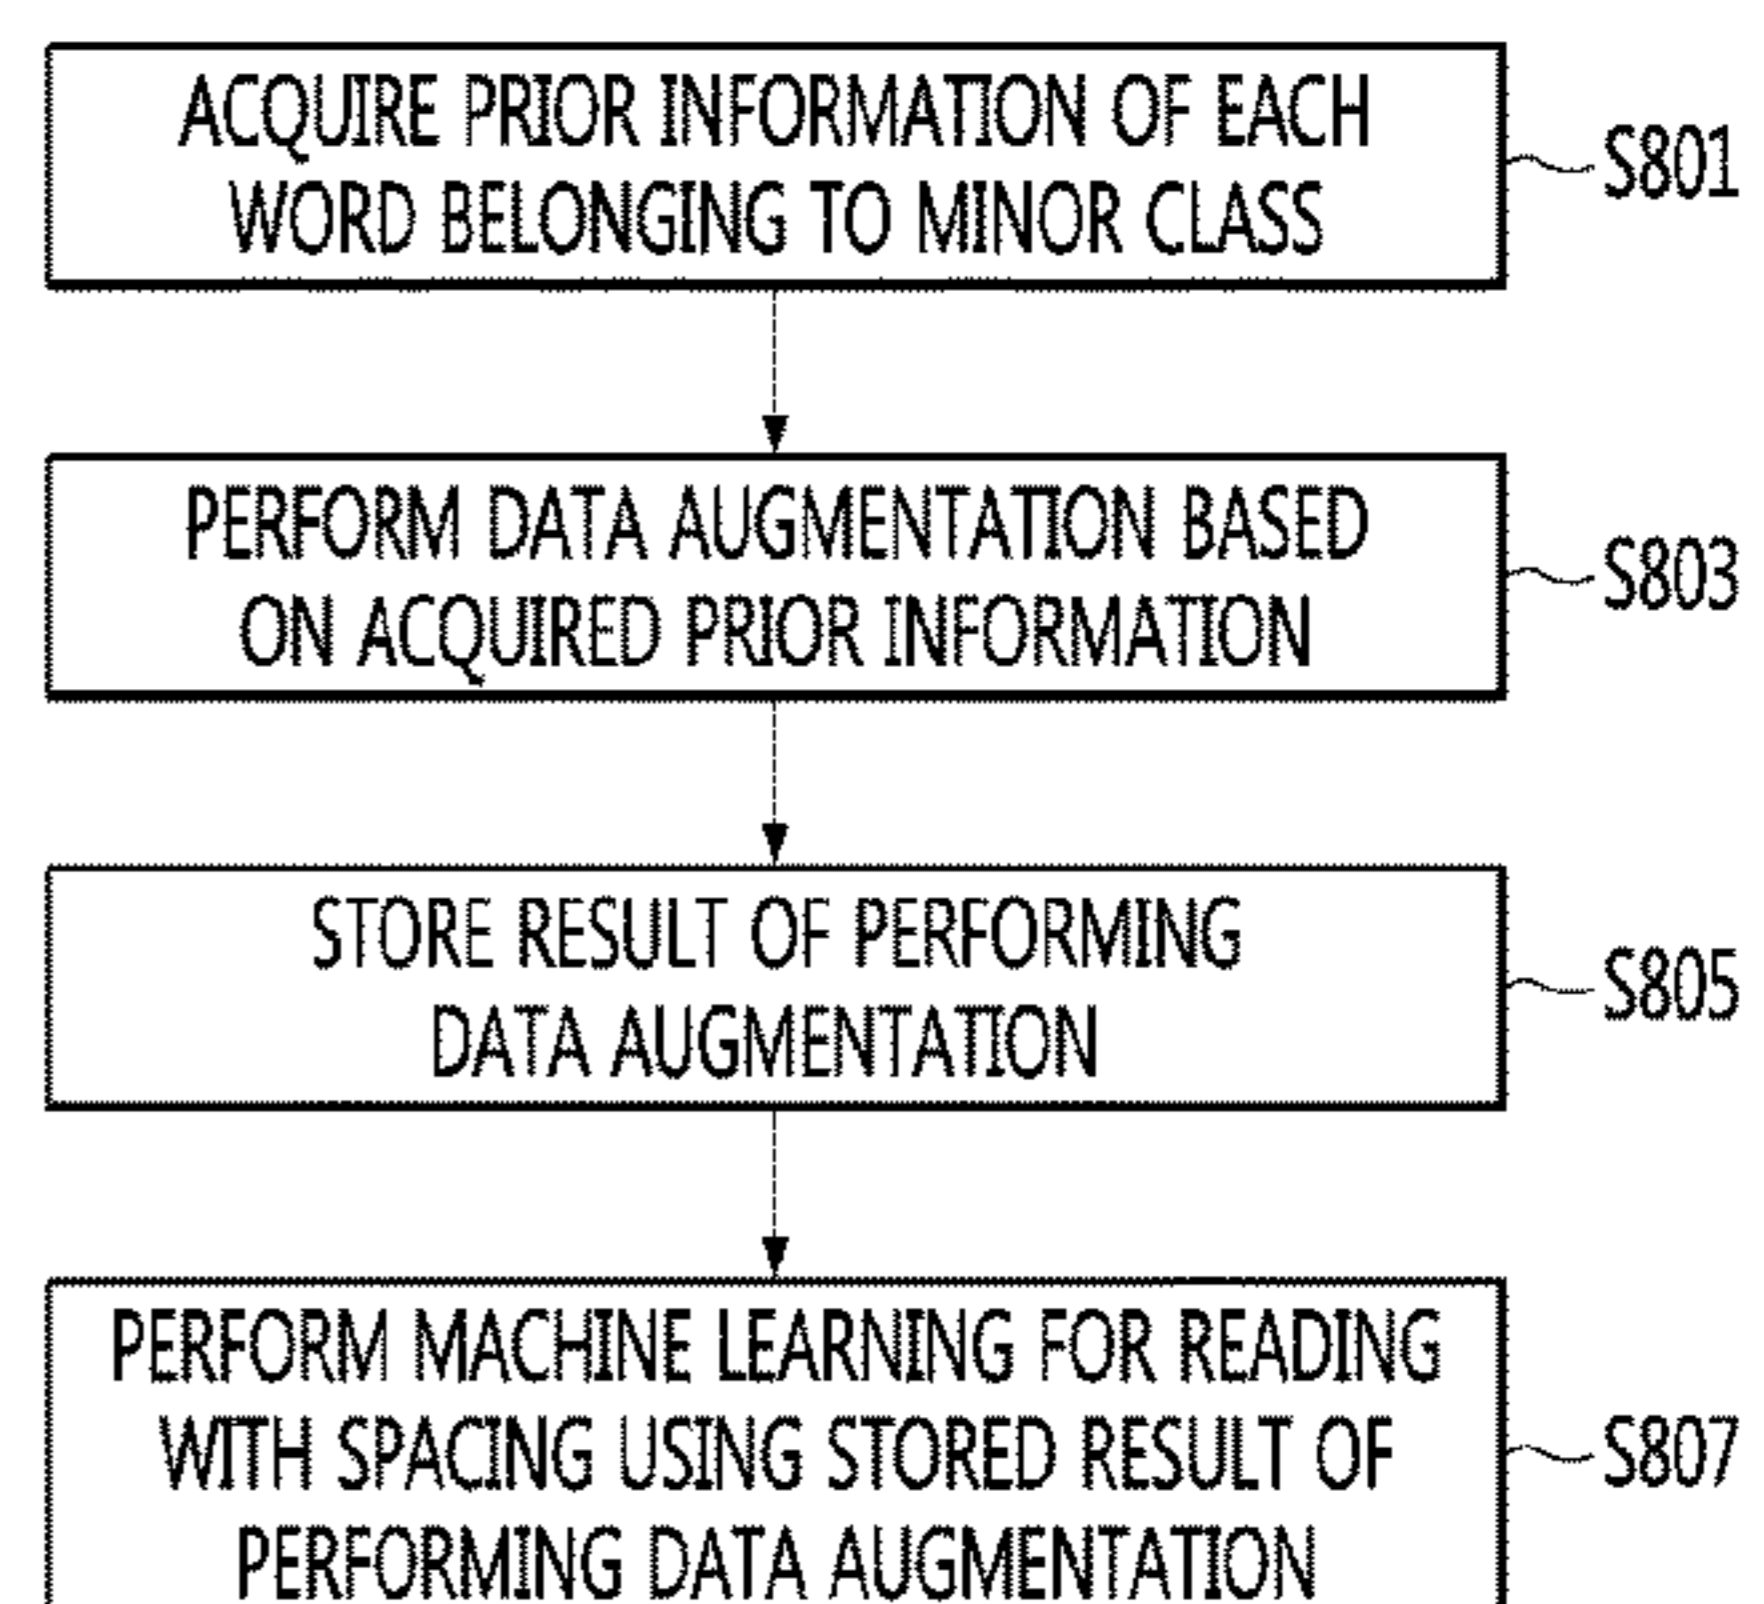 ACQUIRE PRIOR INFORMATION OF EACH
WORD BELONGING TO MINOR CLASS
S801
PERFORM DATA AUGMENTATION BASED
ON ACQUIRED PRIOR INFORMATION
S803
STORE RESULT OF PERFORMING
DATA AUGMENTATION
S805
PERFORM MACHINE LEARNING FOR READING
WITH SPACING USING STORED RESULT OF
PERFORMING DATA AUGMENTATION
S807